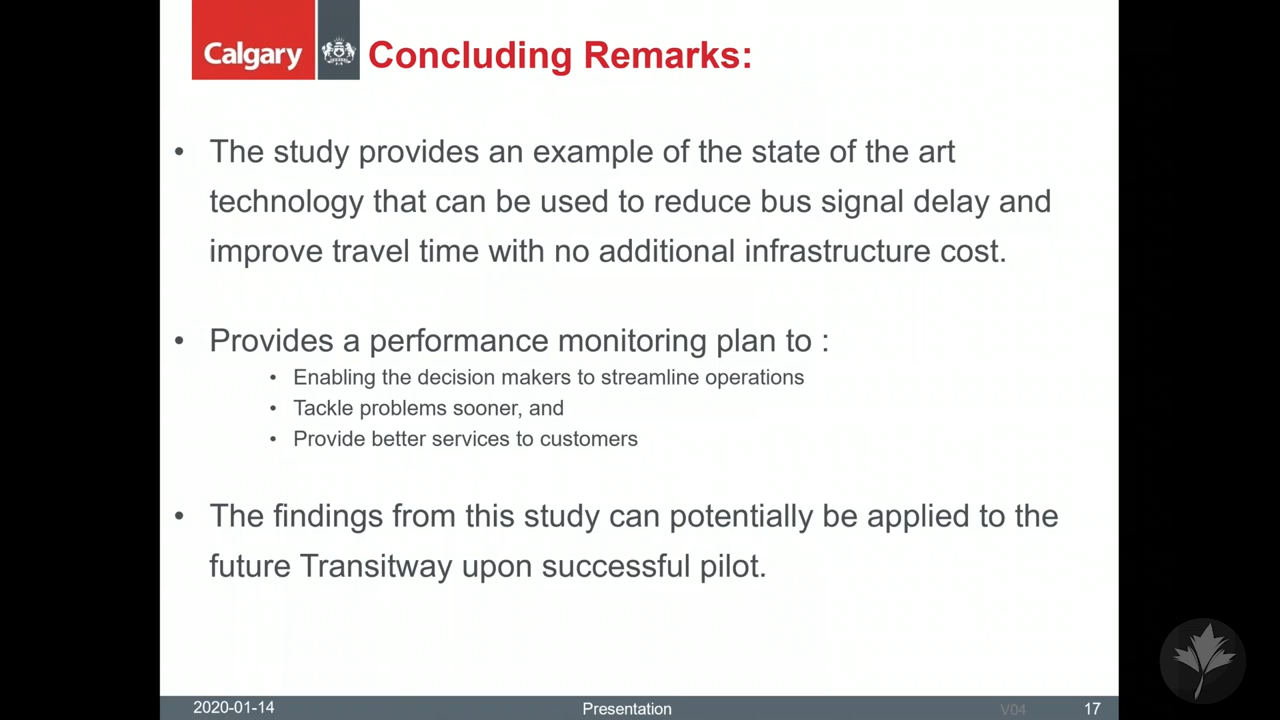 Calgary
Concluding Remarks:
• The study provides an example of the state of the art
technology that can be used to reduce bus signal delay and
improve travel time with no additional infrastructure cost.
• Provides a performance monitoring plan to :
• Enabling the decision makers to streamline operations
• Tackle problems sooner, and
• Provide better services to customers
• The findings from this study can potentially be applied to the
future Transitway upon successful pilot.
2020-01-14
Presentation
V04
17